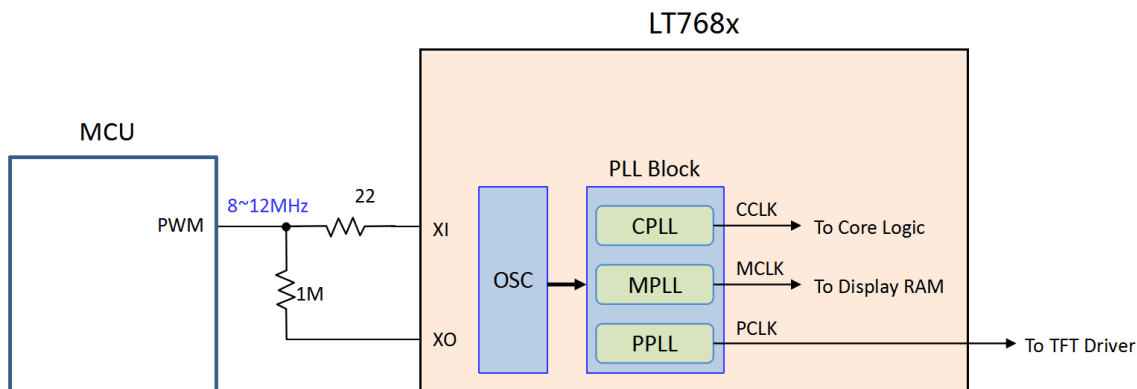 LT768x
MCU
PLL Block
22
8~12MHz
PWM
XI
CPLL
CCLK
To Core Logic
OSC
MPLL
MCLK
To Display RAM
1M
XO
PPLL
PCLK
To TFT Driver